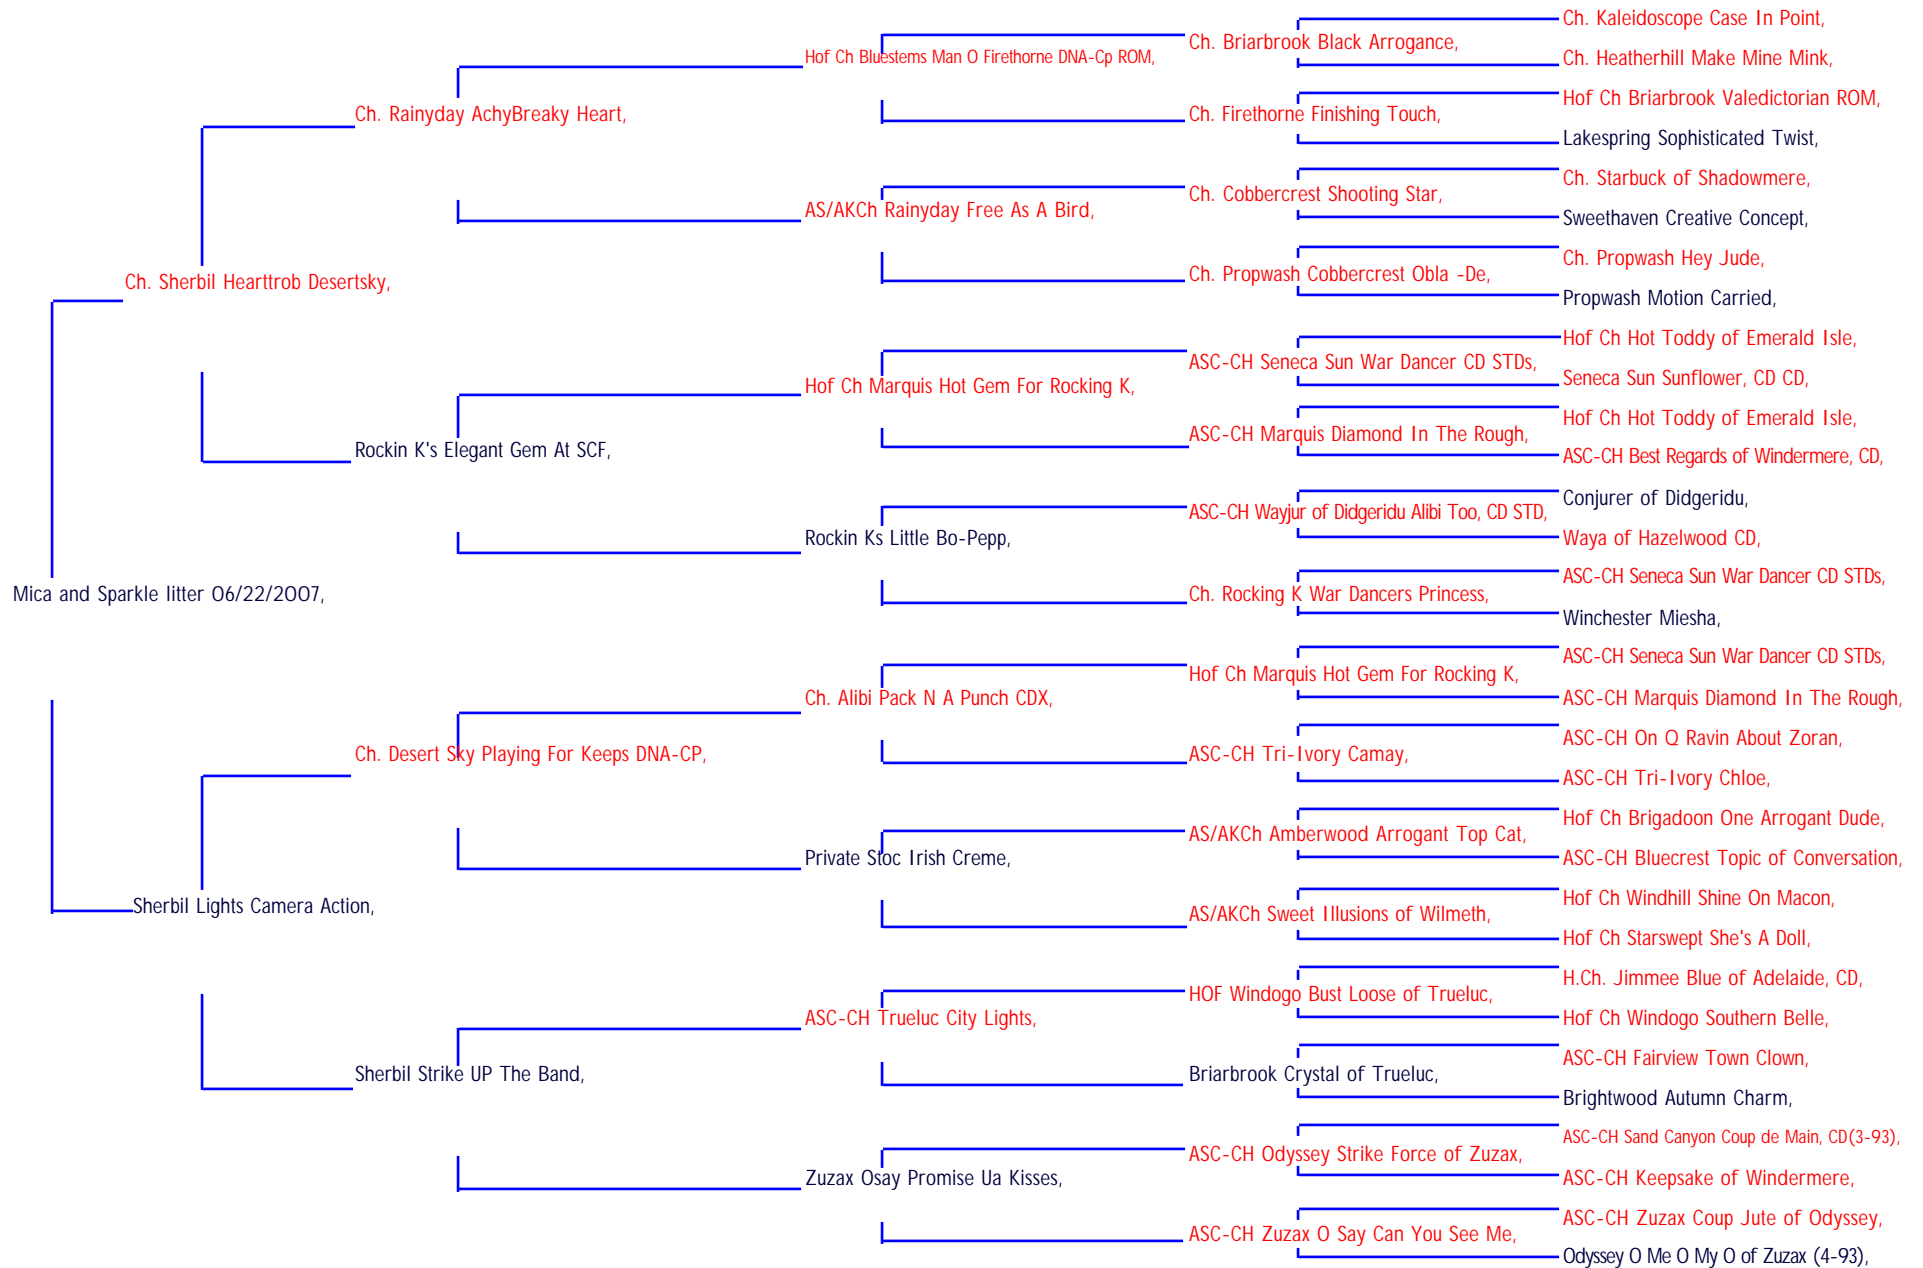 Ch. Kaleidoscope Case In Point,
Ch. Briarbrook Black Arrogance,
Hof Ch Bluestems Man O Firethorne DNA-Cp ROM,
Ch. Heatherhill Make Mine Mink,
Hof Ch Briarbrook Valedictorian ROM,
Ch. Rainyday AchyBreaky Heart,
Ch. Firethorne Finishing Touch,
Lakespring Sophisticated Twist,
Ch. Starbuck of Shadowmere,
Ch. Cobbercrest Shooting Star,
AS/AKCh Rainyday Free As A Bird,
Sweethaven Creative Concept,
Ch. Propwash Hey Jude,
Ch. Sherbil Hearttrob Desertsky,
Ch. Propwash Cobbercrest Obla -De,
Propwash Motion Carried,
Hof Ch Hot Toddy of Emerald Isle,
ASC-CH Seneca Sun War Dancer CD STDs,
Hof Ch Marquis Hot Gem For Rocking K,
Seneca Sun Sunflower, CD CD,
Hof Ch Hot Toddy of Emerald Isle,
ASC-CH Marquis Diamond In The Rough,
Rockin K's Elegant Gem At SCF,
ASC-CH Best Regards of Windermere, CD,
Conjurer of Didgeridu,
ASC-CH Wayjur of Didgeridu Alibi Too, CD STD,
Rockin Ks Little Bo-Pepp,
Waya of Hazelwood CD,
ASC-CH Seneca Sun War Dancer CD STDs,
Mica and Sparkle litter 06/22/2007,
Ch. Rocking K War Dancers Princess,
Winchester Miesha,
ASC-CH Seneca Sun War Dancer CD STDs,
Hof Ch Marquis Hot Gem For Rocking K,
Ch. Alibi Pack N A Punch CDX,
ASC-CH Marquis Diamond In The Rough,
ASC-CH On Q Ravin About Zoran,
Ch. Desert Sky Playing For Keeps DNA-CP,
ASC-CH Tri-Ivory Camay,
ASC-CH Tri-Ivory Chloe,
Hof Ch Brigadoon One Arrogant Dude,
AS/AKCh Amberwood Arrogant Top Cat,
Private Stoc Irish Creme,
ASC-CH Bluecrest Topic of Conversation,
Hof Ch Windhill Shine On Macon,
Sherbil Lights Camera Action,
AS/AKCh Sweet Illusions of Wilmeth,
Hof Ch Starswept She's A Doll,
H.Ch. Jimmee Blue of Adelaide, CD,
HOF Windogo Bust Loose of Trueluc,
ASC-CH Trueluc City Lights,
Hof Ch Windogo Southern Belle,
ASC-CH Fairview Town Clown,
Sherbil Strike UP The Band,
Briarbrook Crystal of Trueluc,
Brightwood Autumn Charm,
ASC-CH Sand Canyon Coup de Main, CD(3-93),
ASC-CH Odyssey Strike Force of Zuzax,
Zuzax Osay Promise Ua Kisses,
ASC-CH Keepsake of Windermere,
ASC-CH Zuzax Coup Jute of Odyssey,
ASC-CH Zuzax O Say Can You See Me,
Odyssey O Me O My O of Zuzax (4-93),